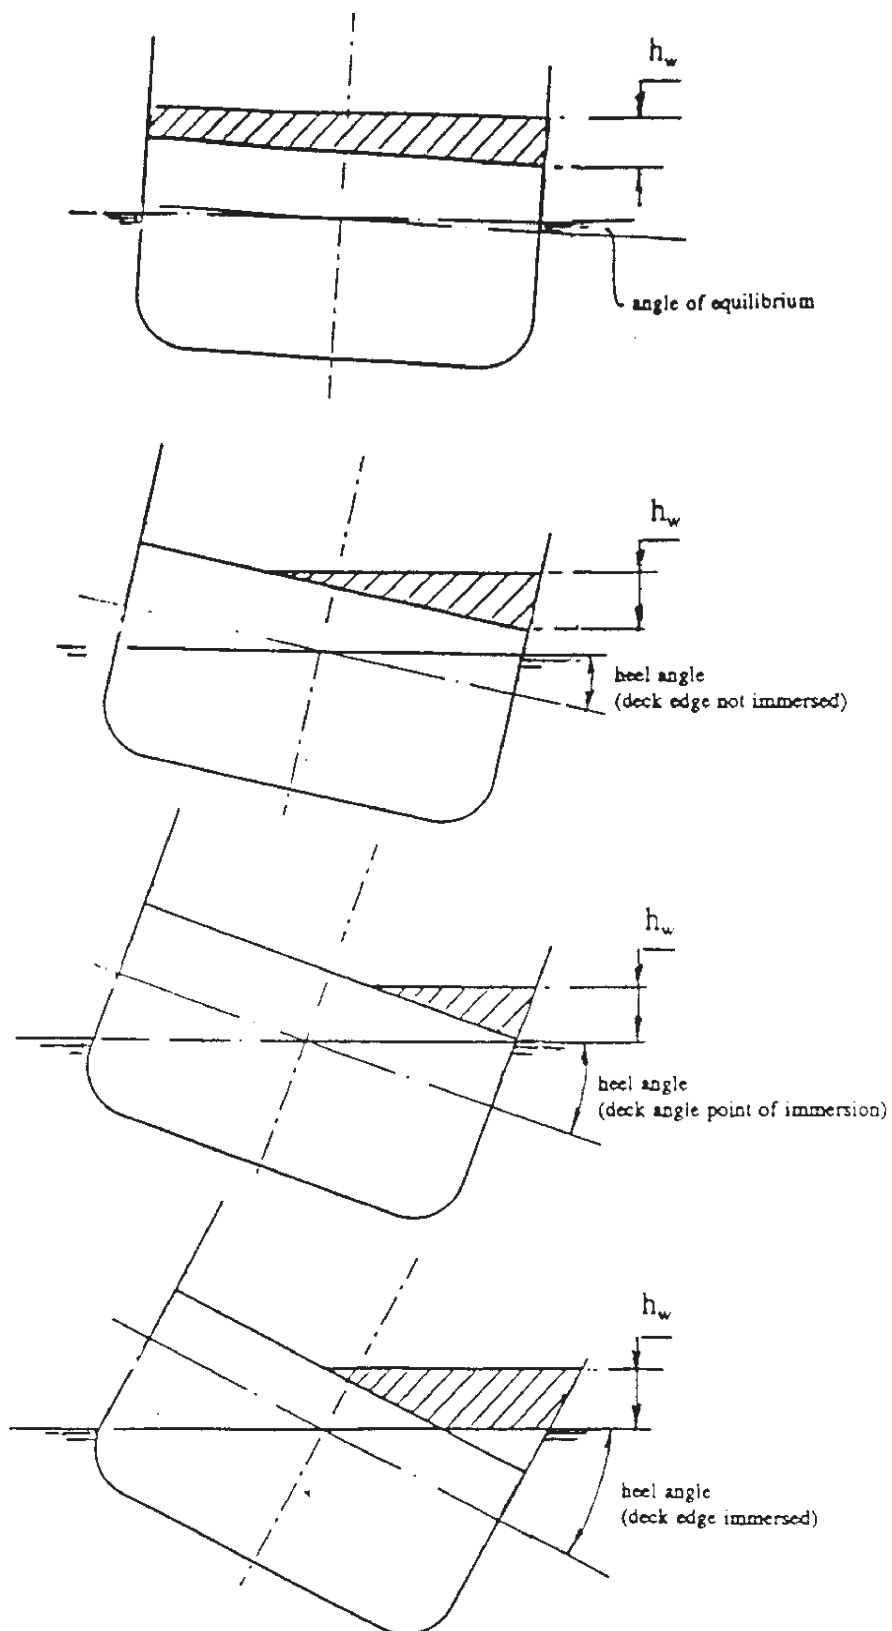 h_w
angle of equilibrium
h_w
heel angle
(deck edge not immersed)
h_w
heel angle
(deck angle point of immersion)
h_w
heel angle
(deck edge immersed)